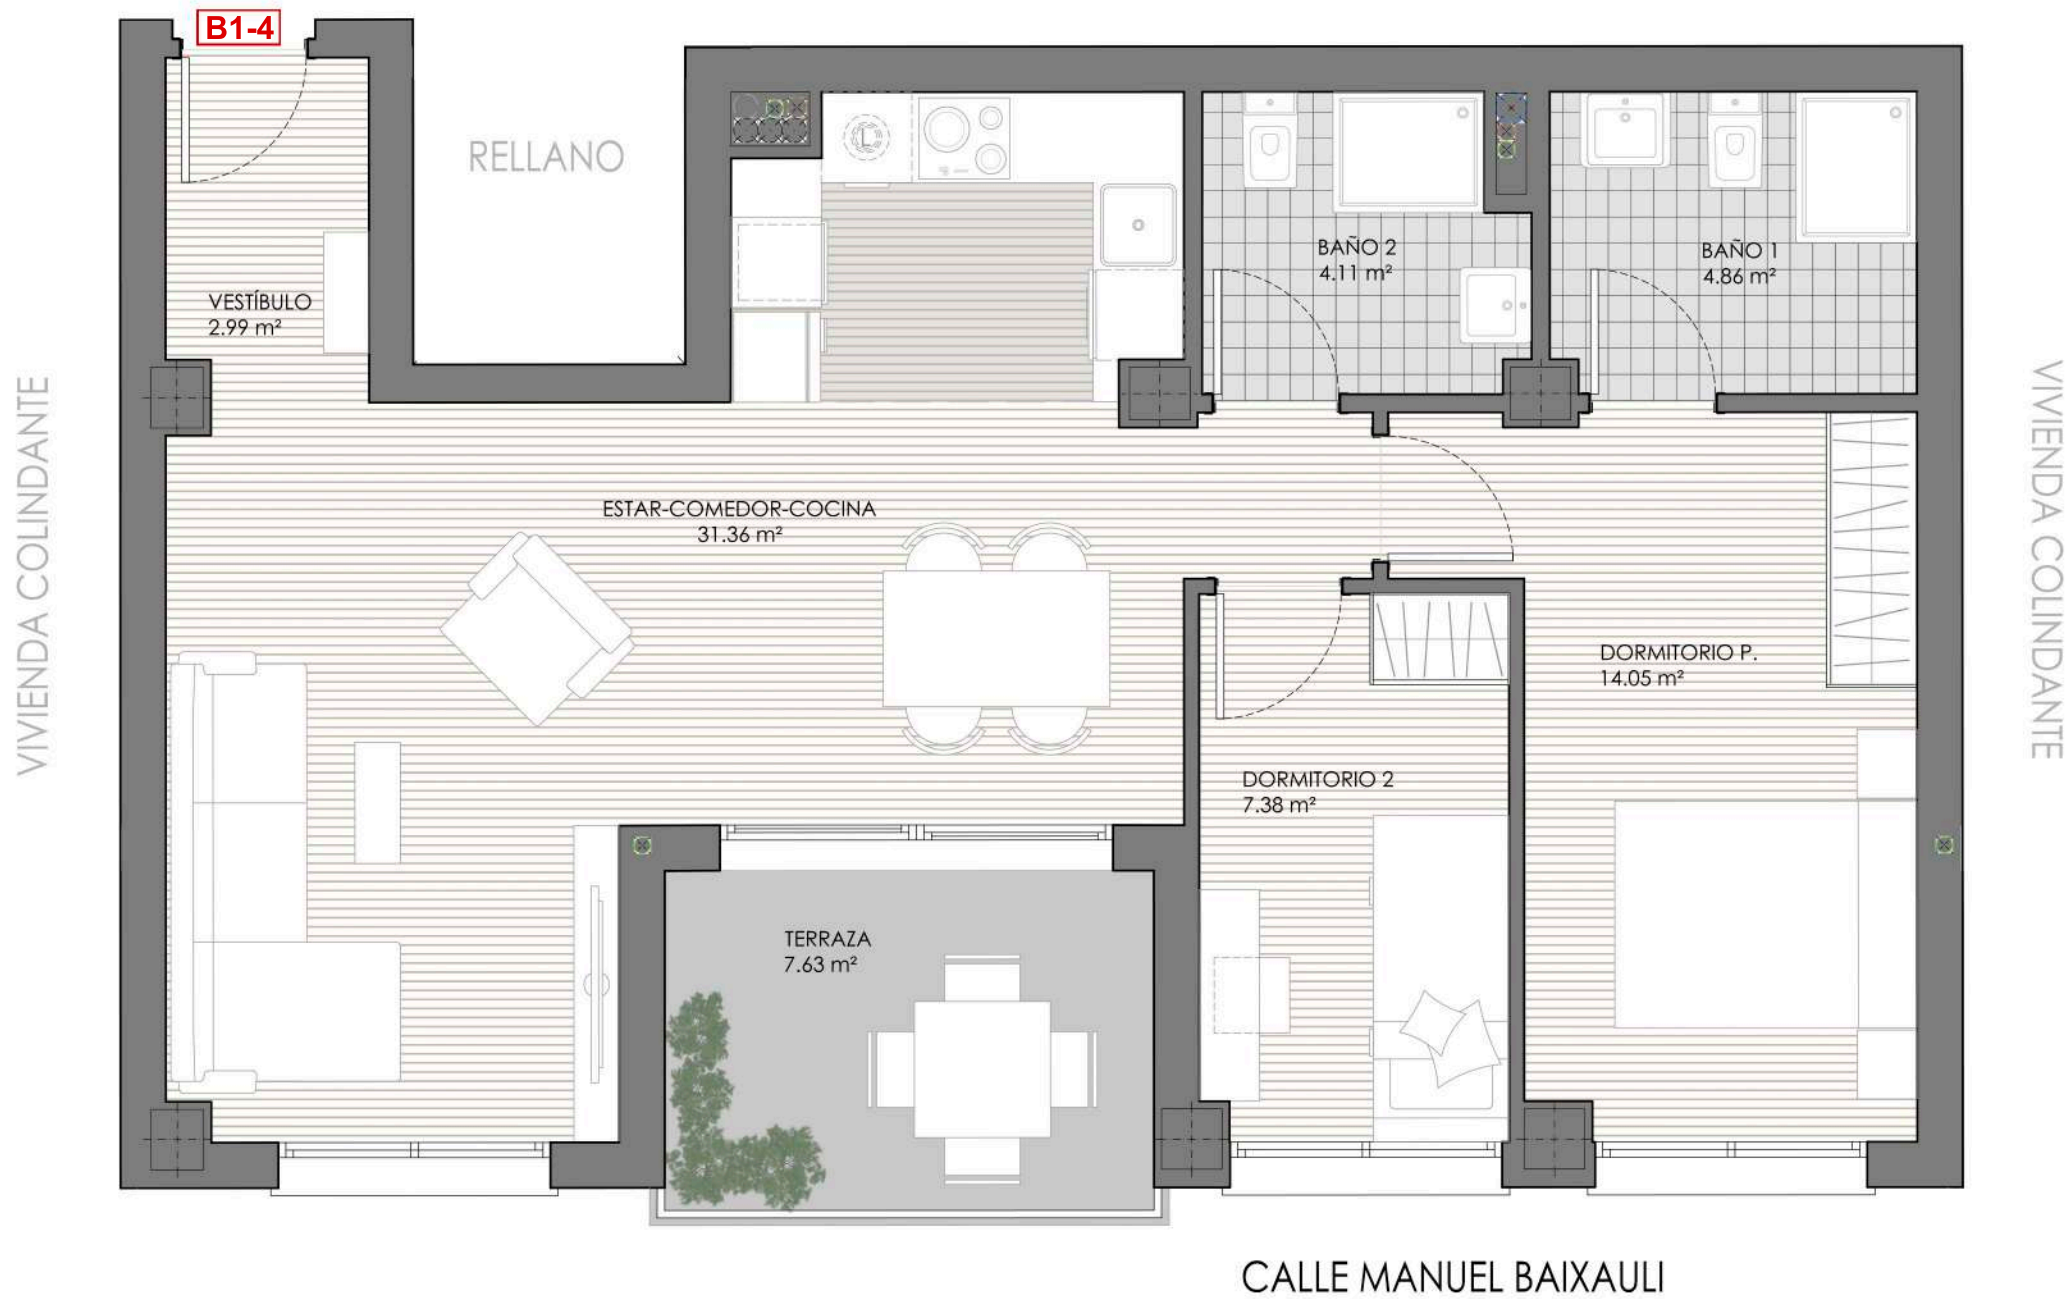 B1-4
RELLANO
BAÑO 2
4.11 m²
BAÑO 1
4.86 m²
VESTÍBULO
2.99 m²
VIVIENDA COLINDANTE
VIVIENDA COLINDANTE
ESTAR-COMEDOR-COCINA
31.36 m²
DORMITORIO P.
14.05 m²
DORMITORIO 2
7.38 m²
TERRAZA
7.63 m²
CALLE MANUEL BAIXAULI